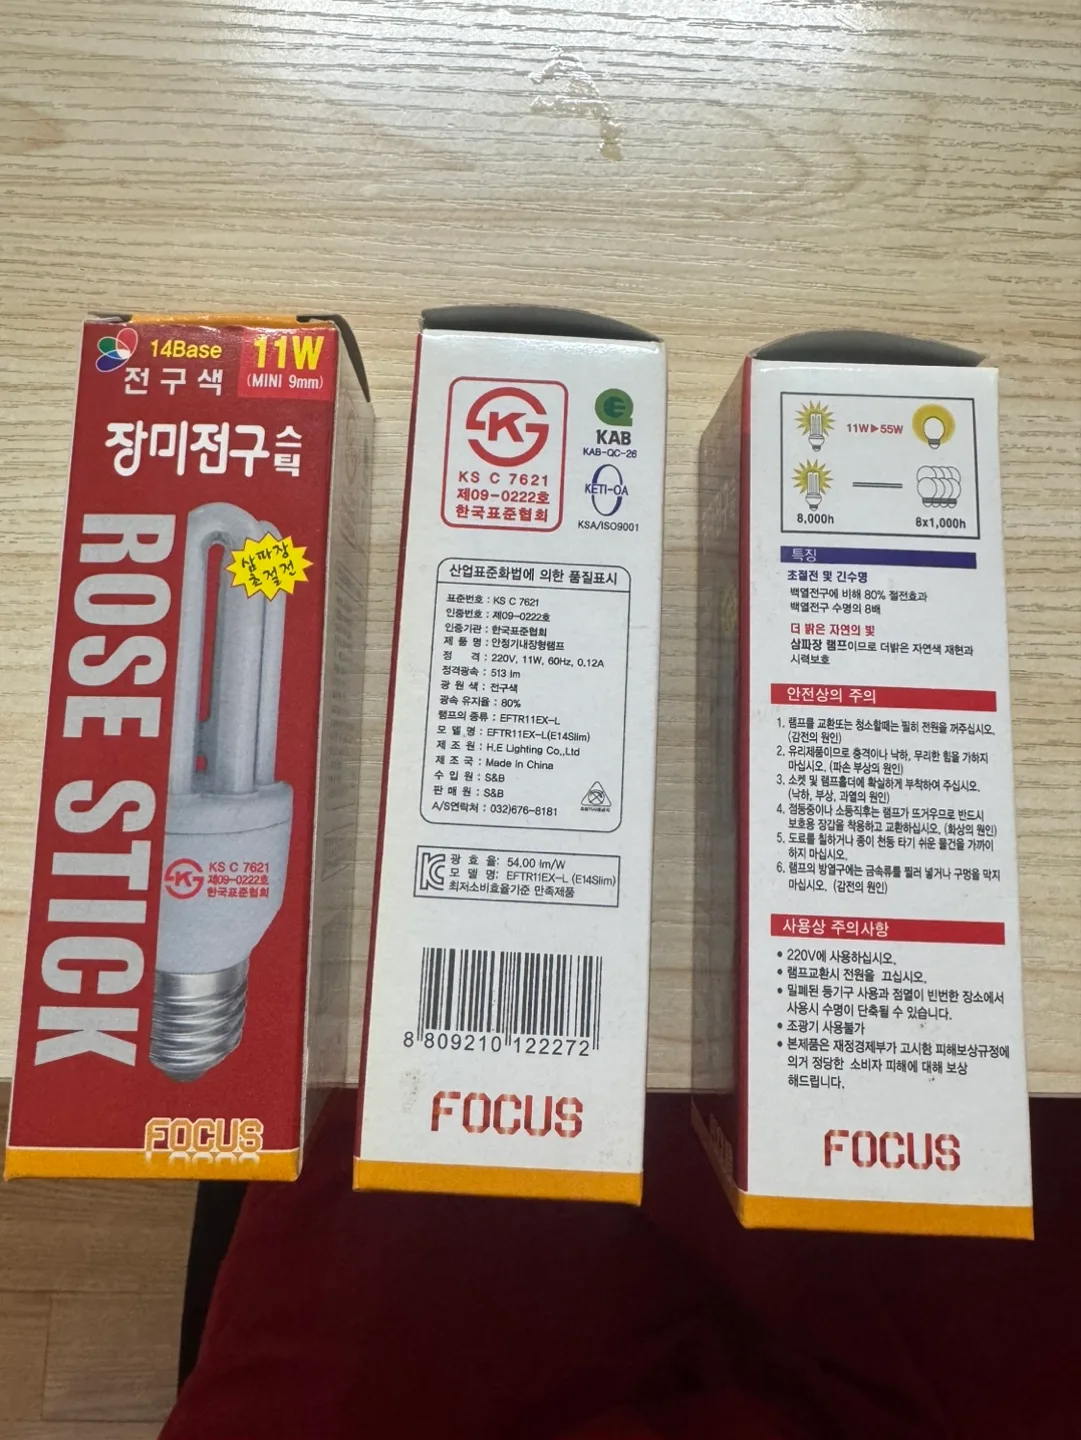 14Base
11W
전구색
(MINI 9mm)
장미전구스틱
ROSE STICK
삼파장
초절전
KS C 7621
제09-0222호
한국표준협회
FOCUS
KS C 7621
제09-0222호
한국표준협회
KAB
KAB-QC-26
KETI-OA
KSA/ISO9001
산업표준화법에 의한 품질표시
표준번호 : KS C 7621
인증번호 : 제09-0222호
인증기관 : 한국표준협회
제 품 명 : 안정기내장형램프
정 격 : 220V, 11W, 60Hz, 0.12A
정격광속 : 513 lm
광 원 색 : 전구색
광속 유지율 : 80%
램프의 종류 : EFTR11EX-L
모 델 명 : EFTR11EX-L(E14Slim)
제 조 원 : H.E Lighting Co.,Ltd
제 조 국 : Made In China
수 입 원 : S&B
판 매 원 : S&B
A/S연락처 : 032)676-8181
광 효 율: 54.00 lm/W
모 델 명: EFTR11EX-L (E14Slim)
최저소비효율기준 만족제품
8 809210 122272
FOCUS
11W▶55W
8,000h
8x1,000h
특징
초절전 및 긴수명
백열전구에 비해 80% 절전효과
백열전구 수명의 8배
더 밝은 자연의 빛
삼파장 램프이므로 더밝은 자연색 재현과
시력보호
안전상의 주의
1. 램프를 교환또는 청소할때는 필히 전원을 꺼주십시오.
(감전의 원인)
2. 유리제품이므로 충격이나 낙하, 무리한 힘을 가하지
마십시오. (파손 부상의 원인)
3. 소켓 및 램프홀더에 확실하게 부착하여 주십시오.
(낙하, 부상, 과열의 원인)
4. 점등중이나 소등직후는 램프가 뜨거우므로 반드시
보호용 장갑을 착용하고 교환하십시오. (화상의 원인)
5. 도료를 칠하거나 종이 천등 타기 쉬운 물건을 가까이
하지 마십시오.
6. 램프의 방열구에는 금속류를 찔러 넣거나 구멍을 막지
마십시오. (감전의 원인)
사용상 주의사항
• 220V에 사용하십시오.
• 램프교환시 전원을 끄십시오.
• 밀폐된 등기구 사용과 점멸이 빈번한 장소에서
사용시 수명이 단축될 수 있습니다.
• 조광기 사용불가
• 본제품은 재정경제부가 고시한 피해보상규정에
의거 정당한 소비자 피해에 대해 보상
해드립니다.
FOCUS